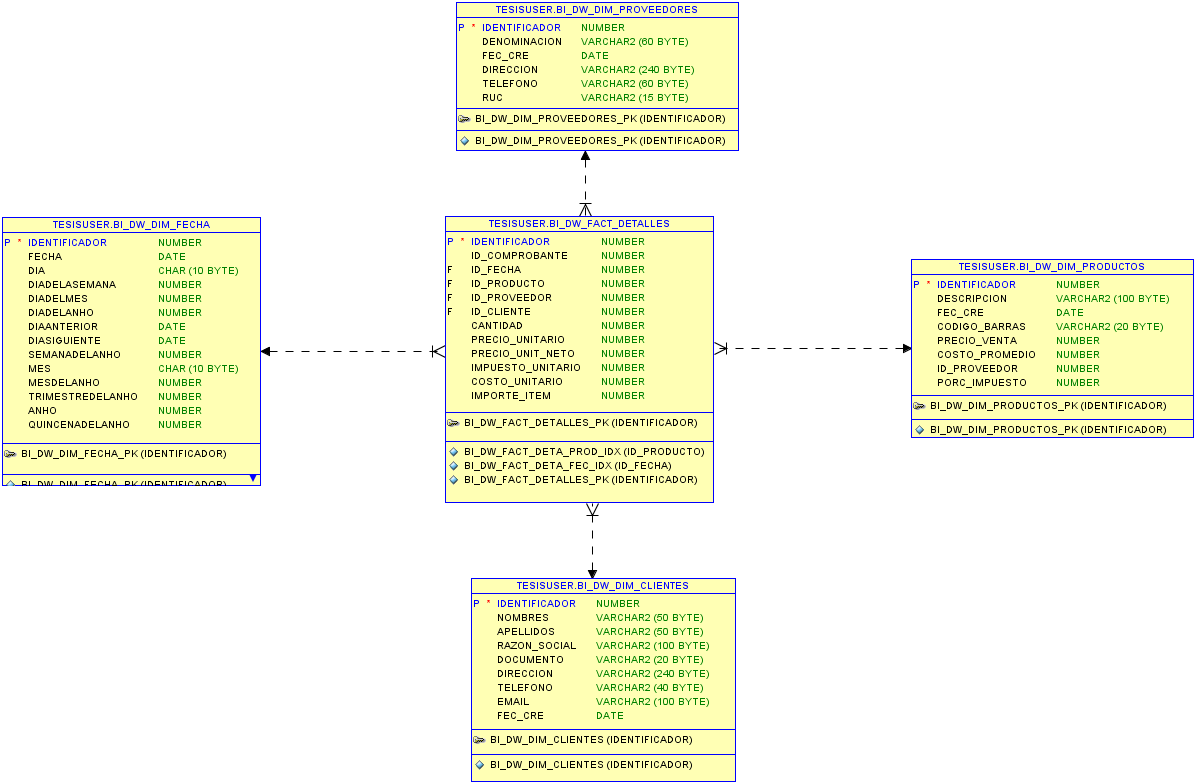 TESISUSER.BI_DW_DIM_PROVEEDORES
P * IDENTIFICADOR NUMBER
DENOMINACION VARCHAR2 (60 BYTE)
FEC_CRE DATE
DIRECCION VARCHAR2 (240 BYTE)
TELEFONO VARCHAR2 (60 BYTE)
RUC VARCHAR2 (15 BYTE)
BI_DW_DIM_PROVEEDORES_PK (IDENTIFICADOR)
BI_DW_DIM_PROVEEDORES_PK (IDENTIFICADOR)
TESISUSER.BI_DW_DIM_FECHA
P * IDENTIFICADOR NUMBER
FECHA DATE
DIA CHAR (10 BYTE)
DIADELASEMANA NUMBER
DIADELMES NUMBER
DIADELANHO NUMBER
DIAANTERIOR DATE
DIASIGUIENTE DATE
SEMANADELANHO NUMBER
MES CHAR (10 BYTE)
MESDELANHO NUMBER
TRIMESTREDELANHO NUMBER
ANHO NUMBER
QUINCENADELANHO NUMBER
BI_DW_DIM_FECHA_PK (IDENTIFICADOR)
BI_DW_DIM_FECHA_PK (IDENTIFICADOR)
TESISUSER.BI_DW_FACT_DETALLES
P * IDENTIFICADOR NUMBER
ID_COMPROBANTE NUMBER
F ID_FECHA NUMBER
F ID_PRODUCTO NUMBER
F ID_PROVEEDOR NUMBER
F ID_CLIENTE NUMBER
CANTIDAD NUMBER
PRECIO_UNITARIO NUMBER
PRECIO_UNIT_NETO NUMBER
IMPUESTO_UNITARIO NUMBER
COSTO_UNITARIO NUMBER
IMPORTE_ITEM NUMBER
BI_DW_FACT_DETALLES_PK (IDENTIFICADOR)
BI_DW_FACT_DETA_PROD_IDX (ID_PRODUCTO)
BI_DW_FACT_DETA_FEC_IDX (ID_FECHA)
BI_DW_FACT_DETALLES_PK (IDENTIFICADOR)
TESISUSER.BI_DW_DIM_PRODUCTOS
P * IDENTIFICADOR NUMBER
DESCRIPCION VARCHAR2 (100 BYTE)
FEC_CRE DATE
CODIGO_BARRAS VARCHAR2 (20 BYTE)
PRECIO_VENTA NUMBER
COSTO_PROMEDIO NUMBER
ID_PROVEEDOR NUMBER
PORC_IMPUESTO NUMBER
BI_DW_DIM_PRODUCTOS_PK (IDENTIFICADOR)
BI_DW_DIM_PRODUCTOS_PK (IDENTIFICADOR)
TESISUSER.BI_DW_DIM_CLIENTES
P * IDENTIFICADOR NUMBER
NOMBRES VARCHAR2 (50 BYTE)
APELLIDOS VARCHAR2 (50 BYTE)
RAZON_SOCIAL VARCHAR2 (100 BYTE)
DOCUMENTO VARCHAR2 (20 BYTE)
DIRECCION VARCHAR2 (240 BYTE)
TELEFONO VARCHAR2 (40 BYTE)
EMAIL VARCHAR2 (100 BYTE)
FEC_CRE DATE
BI_DW_DIM_CLIENTES (IDENTIFICADOR)
BI_DW_DIM_CLIENTES (IDENTIFICADOR)